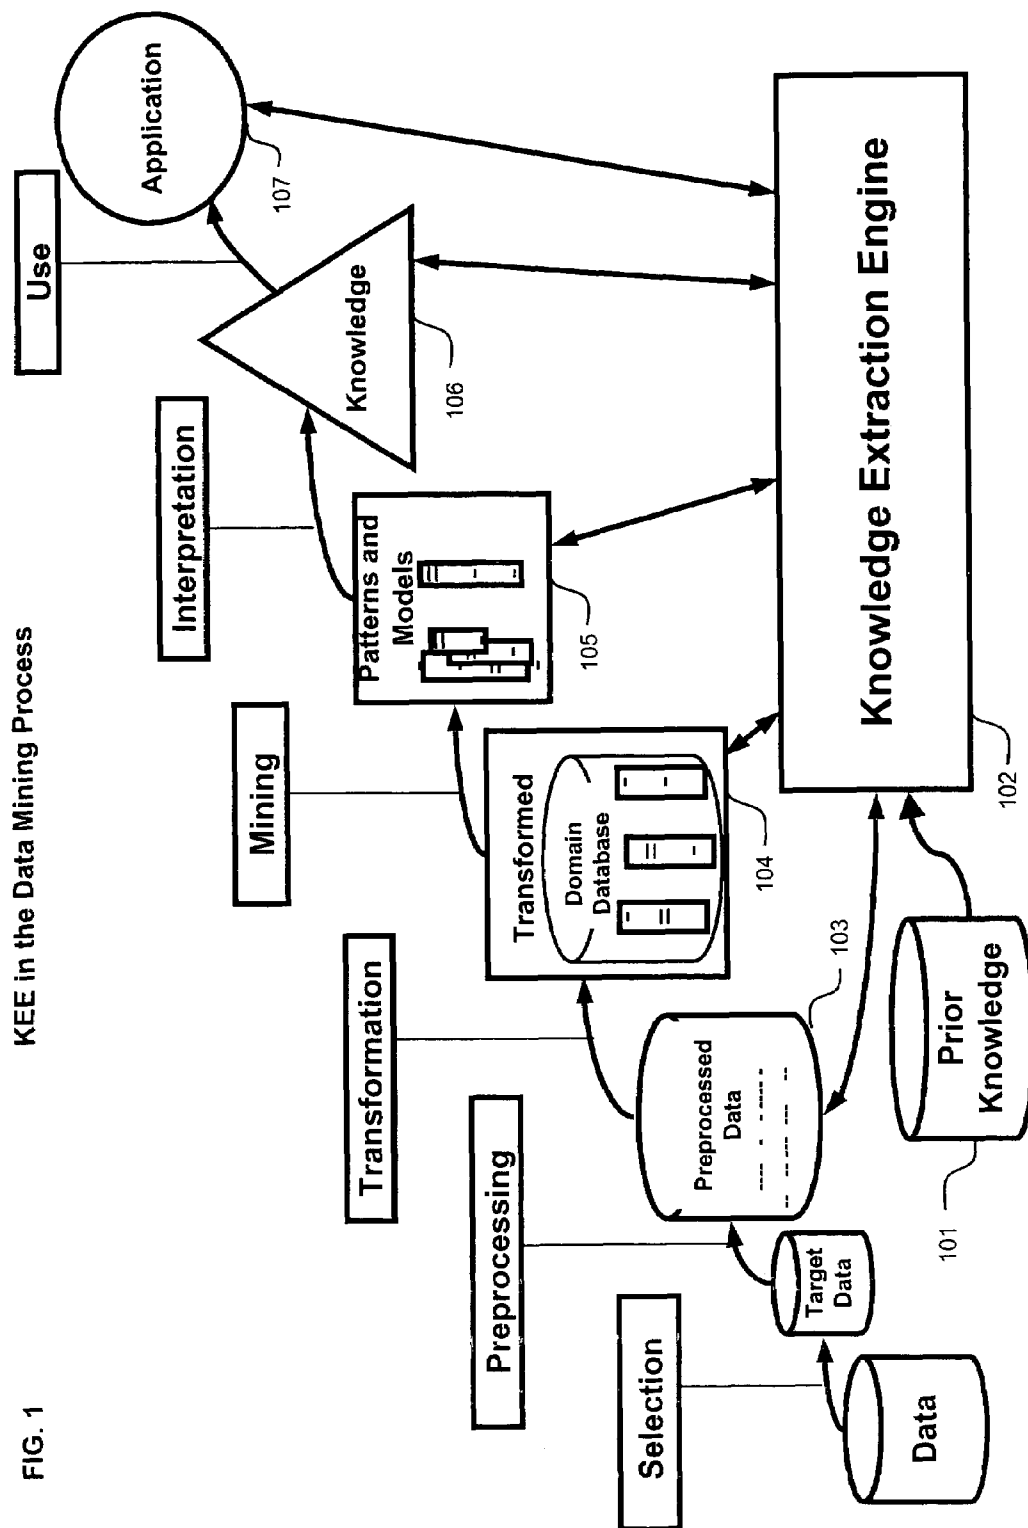 FIG. 1
KEE in the Data Mining Process
Selection
Preprocessing
Transformation
Mining
Interpretation
Use
Data
Target
Data
Preprocessed
Data
103
Transformed
Domain
Database
104
Patterns and
Models
105
Knowledge
106
Application
107
Prior
Knowledge
101
Knowledge Extraction Engine
102